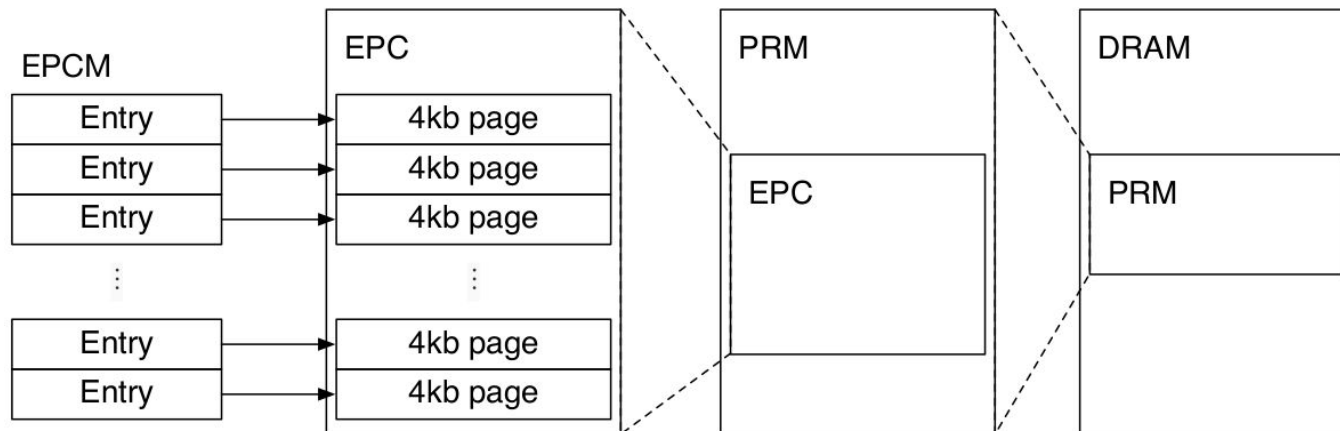 EPCM
Entry
Entry
Entry
⋮
Entry
Entry
EPC
4kb page
4kb page
4kb page
⋮
4kb page
4kb page
PRM
EPC
DRAM
PRM